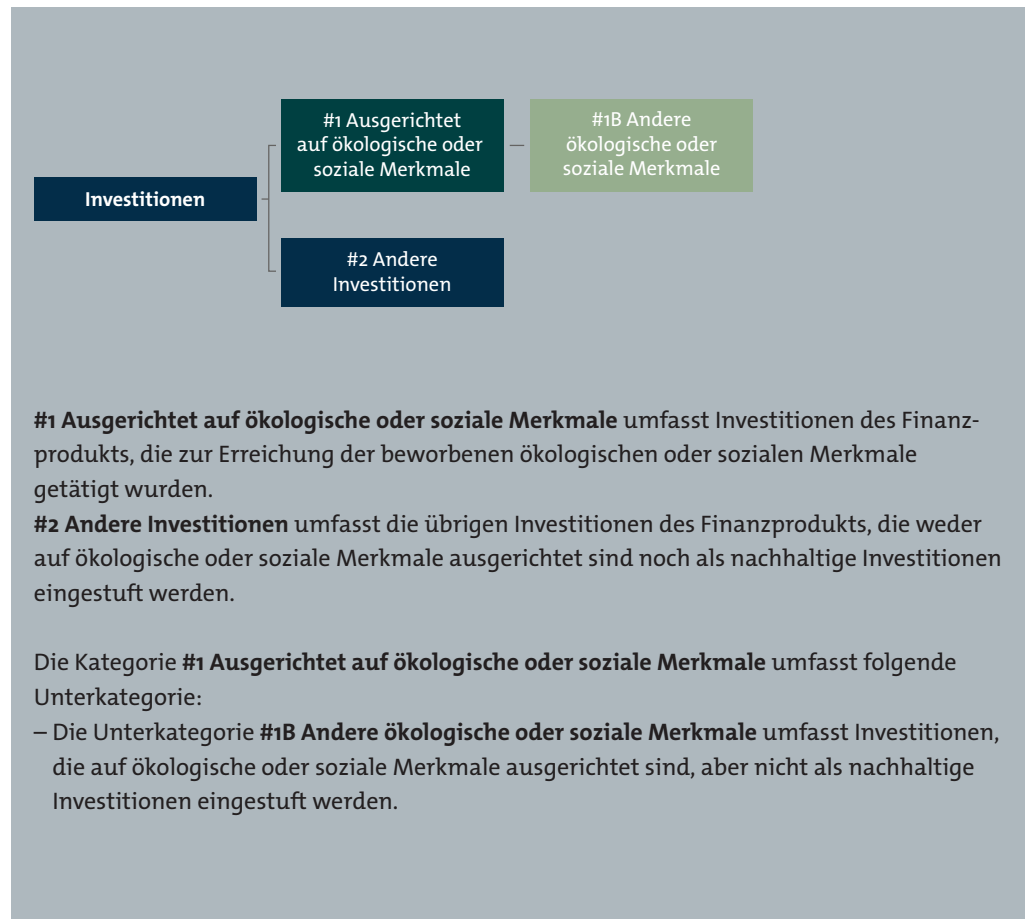 #1 Ausgerichtet
auf ökologische oder
soziale Merkmale
#1B Andere
ökologische oder
soziale Merkmale
Investitionen
#2 Andere
Investitionen
#1 Ausgerichtet auf ökologische oder soziale Merkmale umfasst Investitionen des Finanz-
produkts, die zur Erreichung der beworbenen ökologischen oder sozialen Merkmale
getätigt wurden.
#2 Andere Investitionen umfasst die übrigen Investitionen des Finanzprodukts, die weder
auf ökologische oder soziale Merkmale ausgerichtet sind noch als nachhaltige Investitionen
eingestuft werden.
Die Kategorie #1 Ausgerichtet auf ökologische oder soziale Merkmale umfasst folgende
Unterkategorie:
– Die Unterkategorie #1B Andere ökologische oder soziale Merkmale umfasst Investitionen,
die auf ökologische oder soziale Merkmale ausgerichtet sind, aber nicht als nachhaltige
Investitionen eingestuft werden.